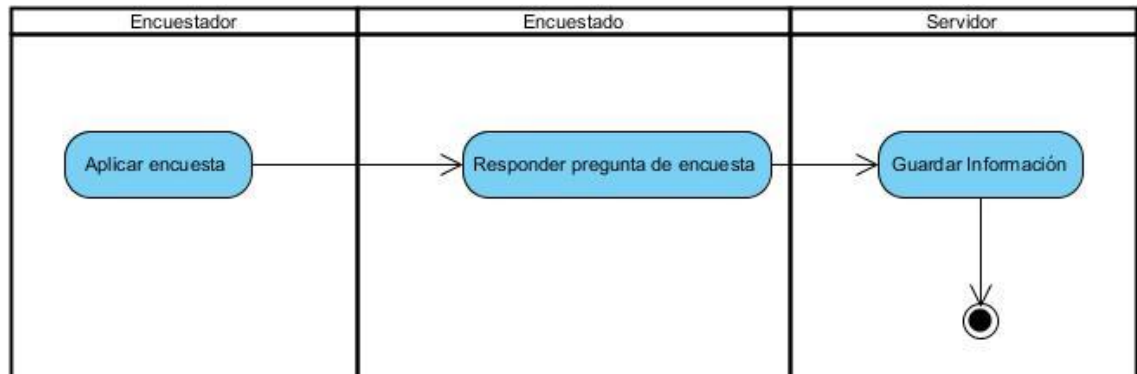 Encuestador
Encuestado
Servidor
Aplicar encuesta
Responder pregunta de encuesta
Guardar Información